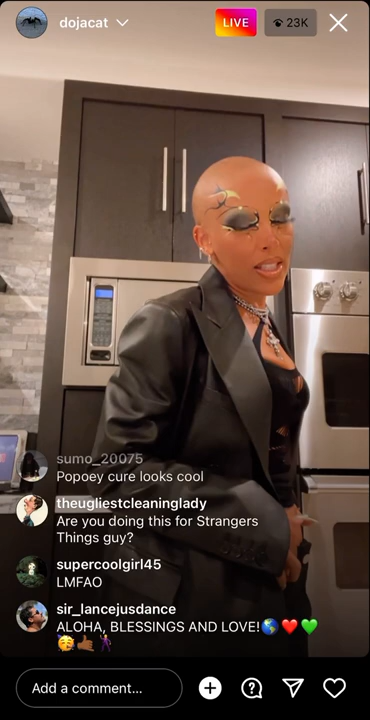 dojacat
LIVE
23K
sumo_20075
Popoey cure looks cool
theugliestcleaninglady
Are you doing this for Strangers
Things guy?
supercoolgirl45
LMFAO
sir_lancejusdance
ALOHA, BLESSINGS AND LOVE!🌎 ❤️ 💚
🥳🤙🏾🕺🏾
Add a comment...